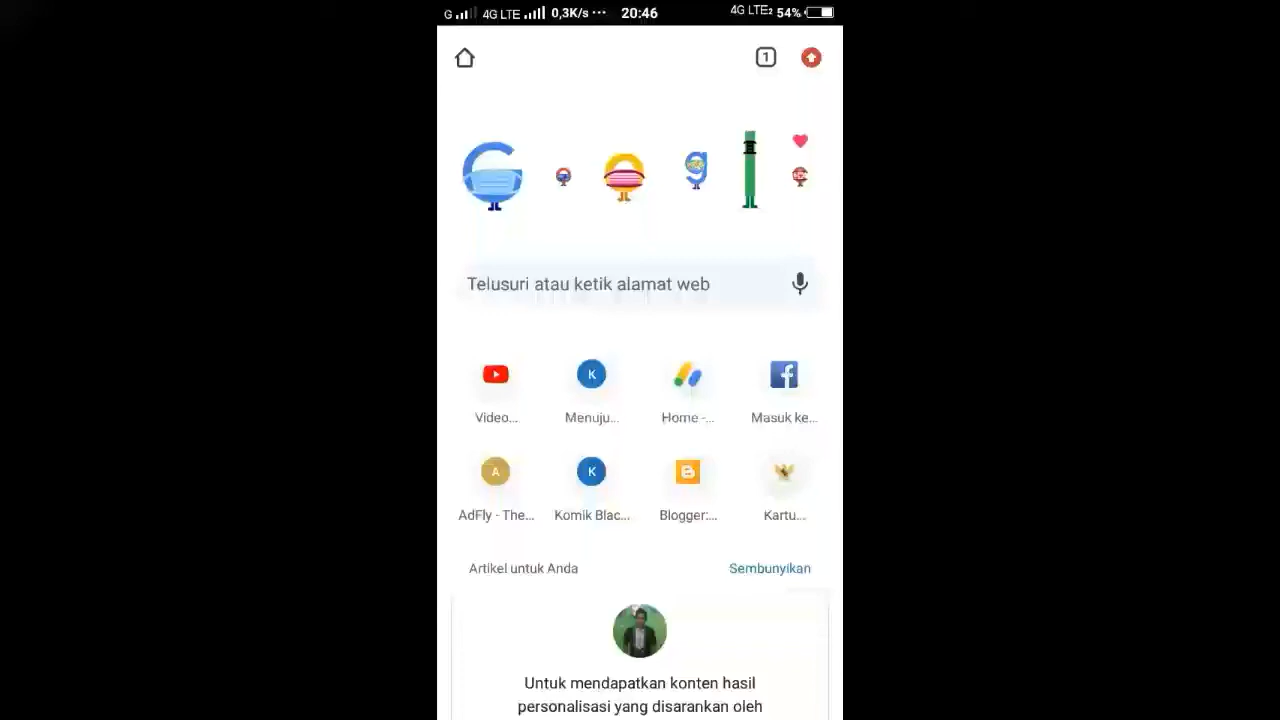 G 4G LTE 0,3K/s ··· 20:46 4G LTE2 54%
1
Telusuri atau ketik alamat web
K
Video... Menuju... Home -... Masuk ke...
A K
AdFly - The... Komik Blac... Blogger:... Kartu...
Artikel untuk Anda Sembunyikan
Untuk mendapatkan konten hasil
personalisasi yang disarankan oleh